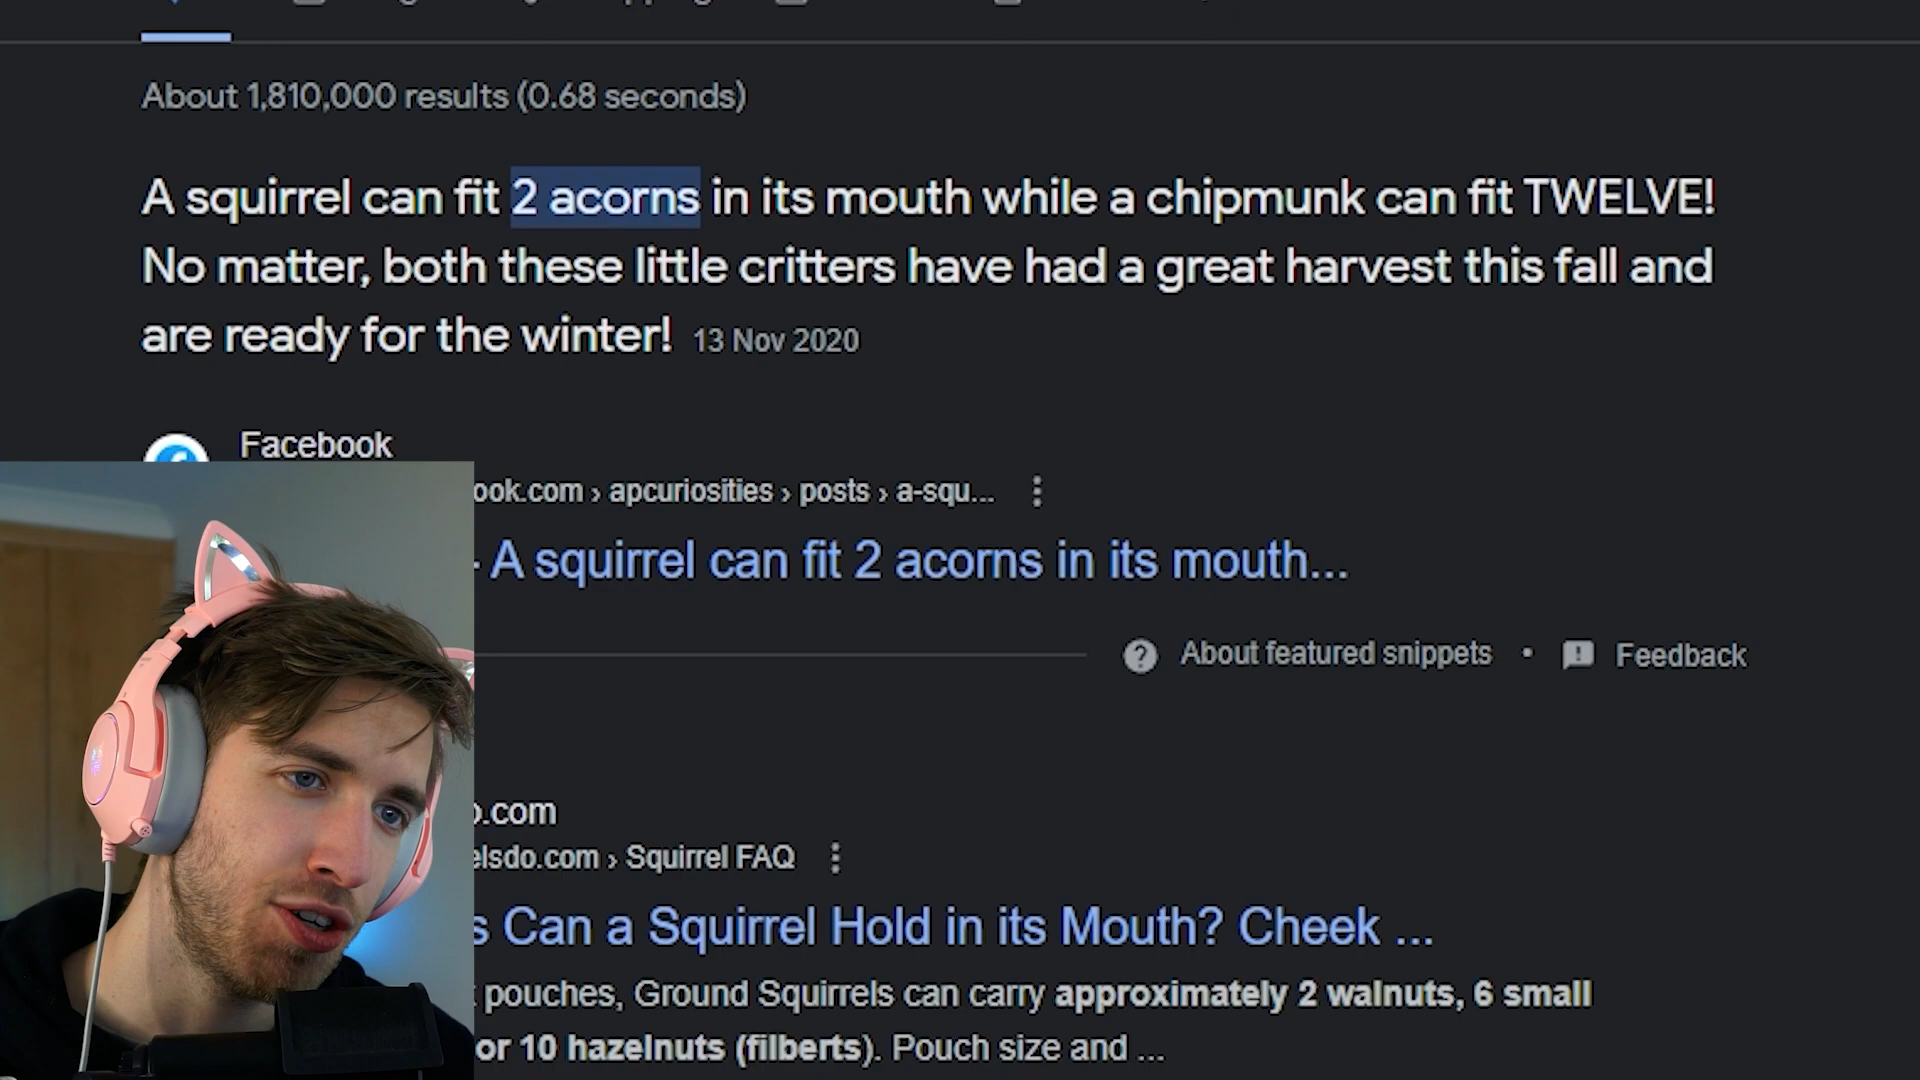 About 1,810,000 results (0.68 seconds)
A squirrel can fit 2 acorns in its mouth while a chipmunk can fit TWELVE!
No matter, both these little critters have had a great harvest this fall and
are ready for the winter! 13 Nov 2020
Facebook
ook.com › apcuriosities › posts › a-squ...
- A squirrel can fit 2 acorns in its mouth...
About featured snippets • Feedback
o.com
elsdo.com › Squirrel FAQ
s Can a Squirrel Hold in its Mouth? Cheek ...
pouches, Ground Squirrels can carry approximately 2 walnuts, 6 small
or 10 hazelnuts (filberts). Pouch size and ...